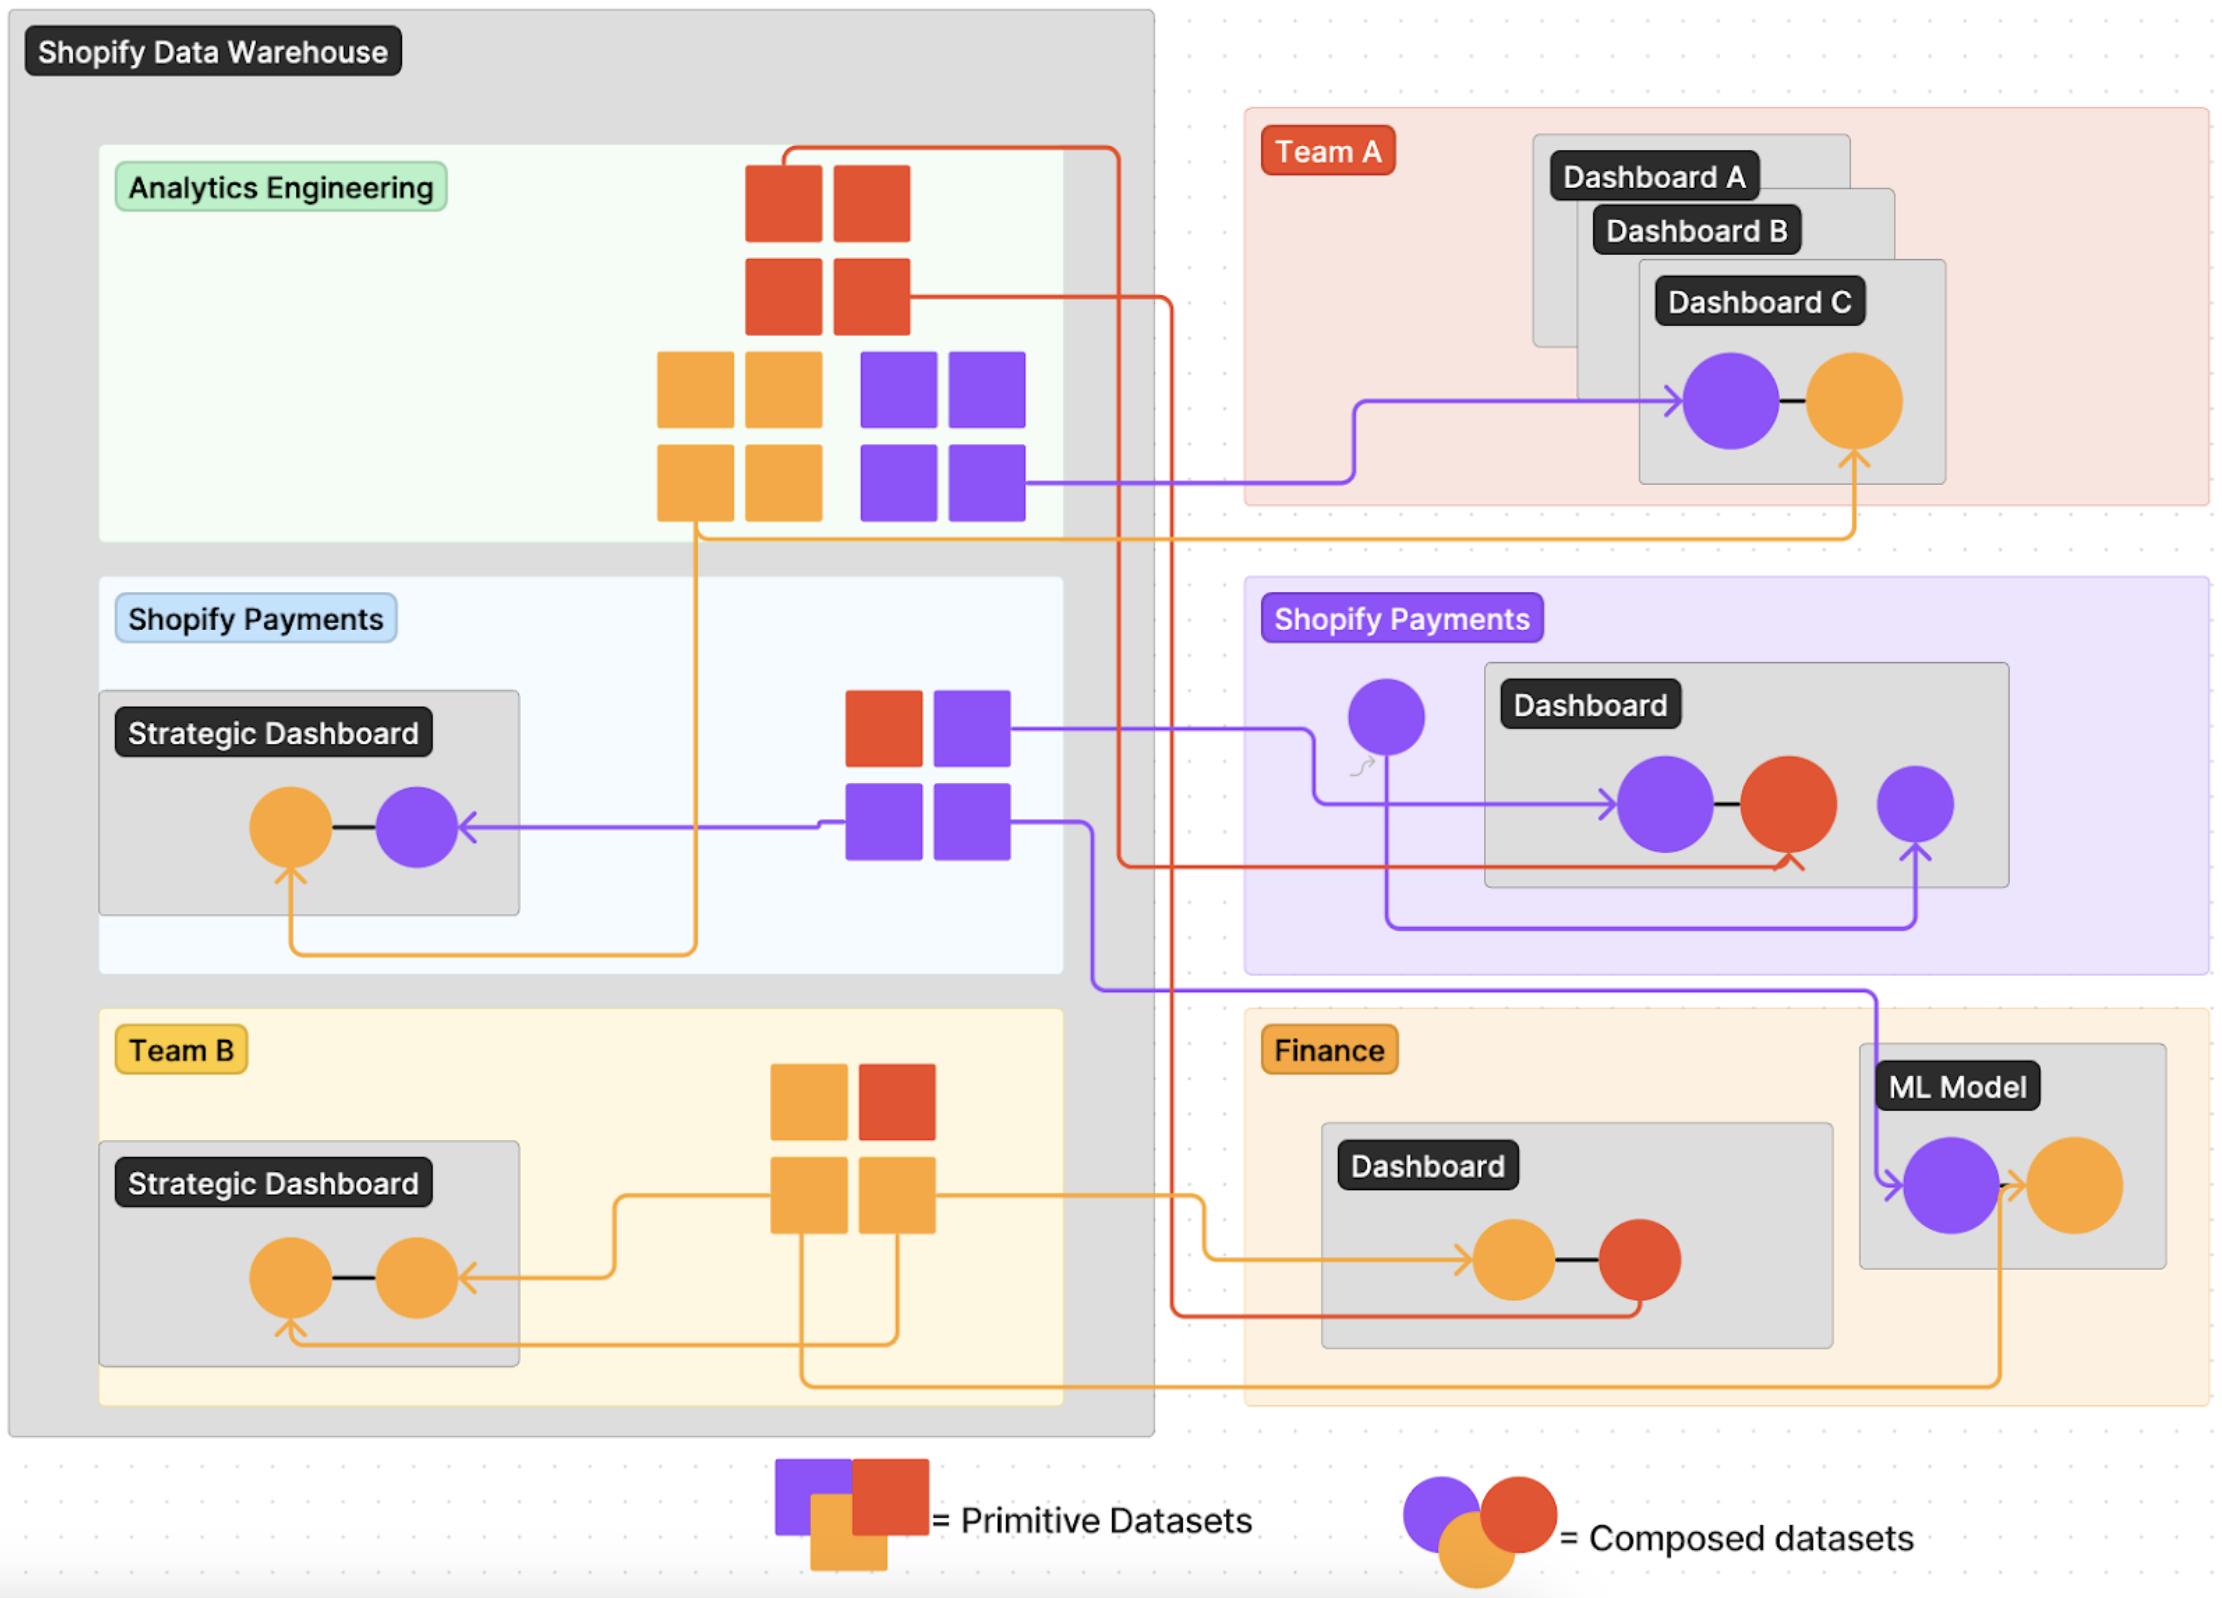 Shopify Data Warehouse
Analytics Engineering
Team A
Dashboard A
Dashboard B
Dashboard C
Shopify Payments
Strategic Dashboard
Shopify Payments
Dashboard
Team B
Strategic Dashboard
Finance
Dashboard
ML Model
= Primitive Datasets
= Composed datasets